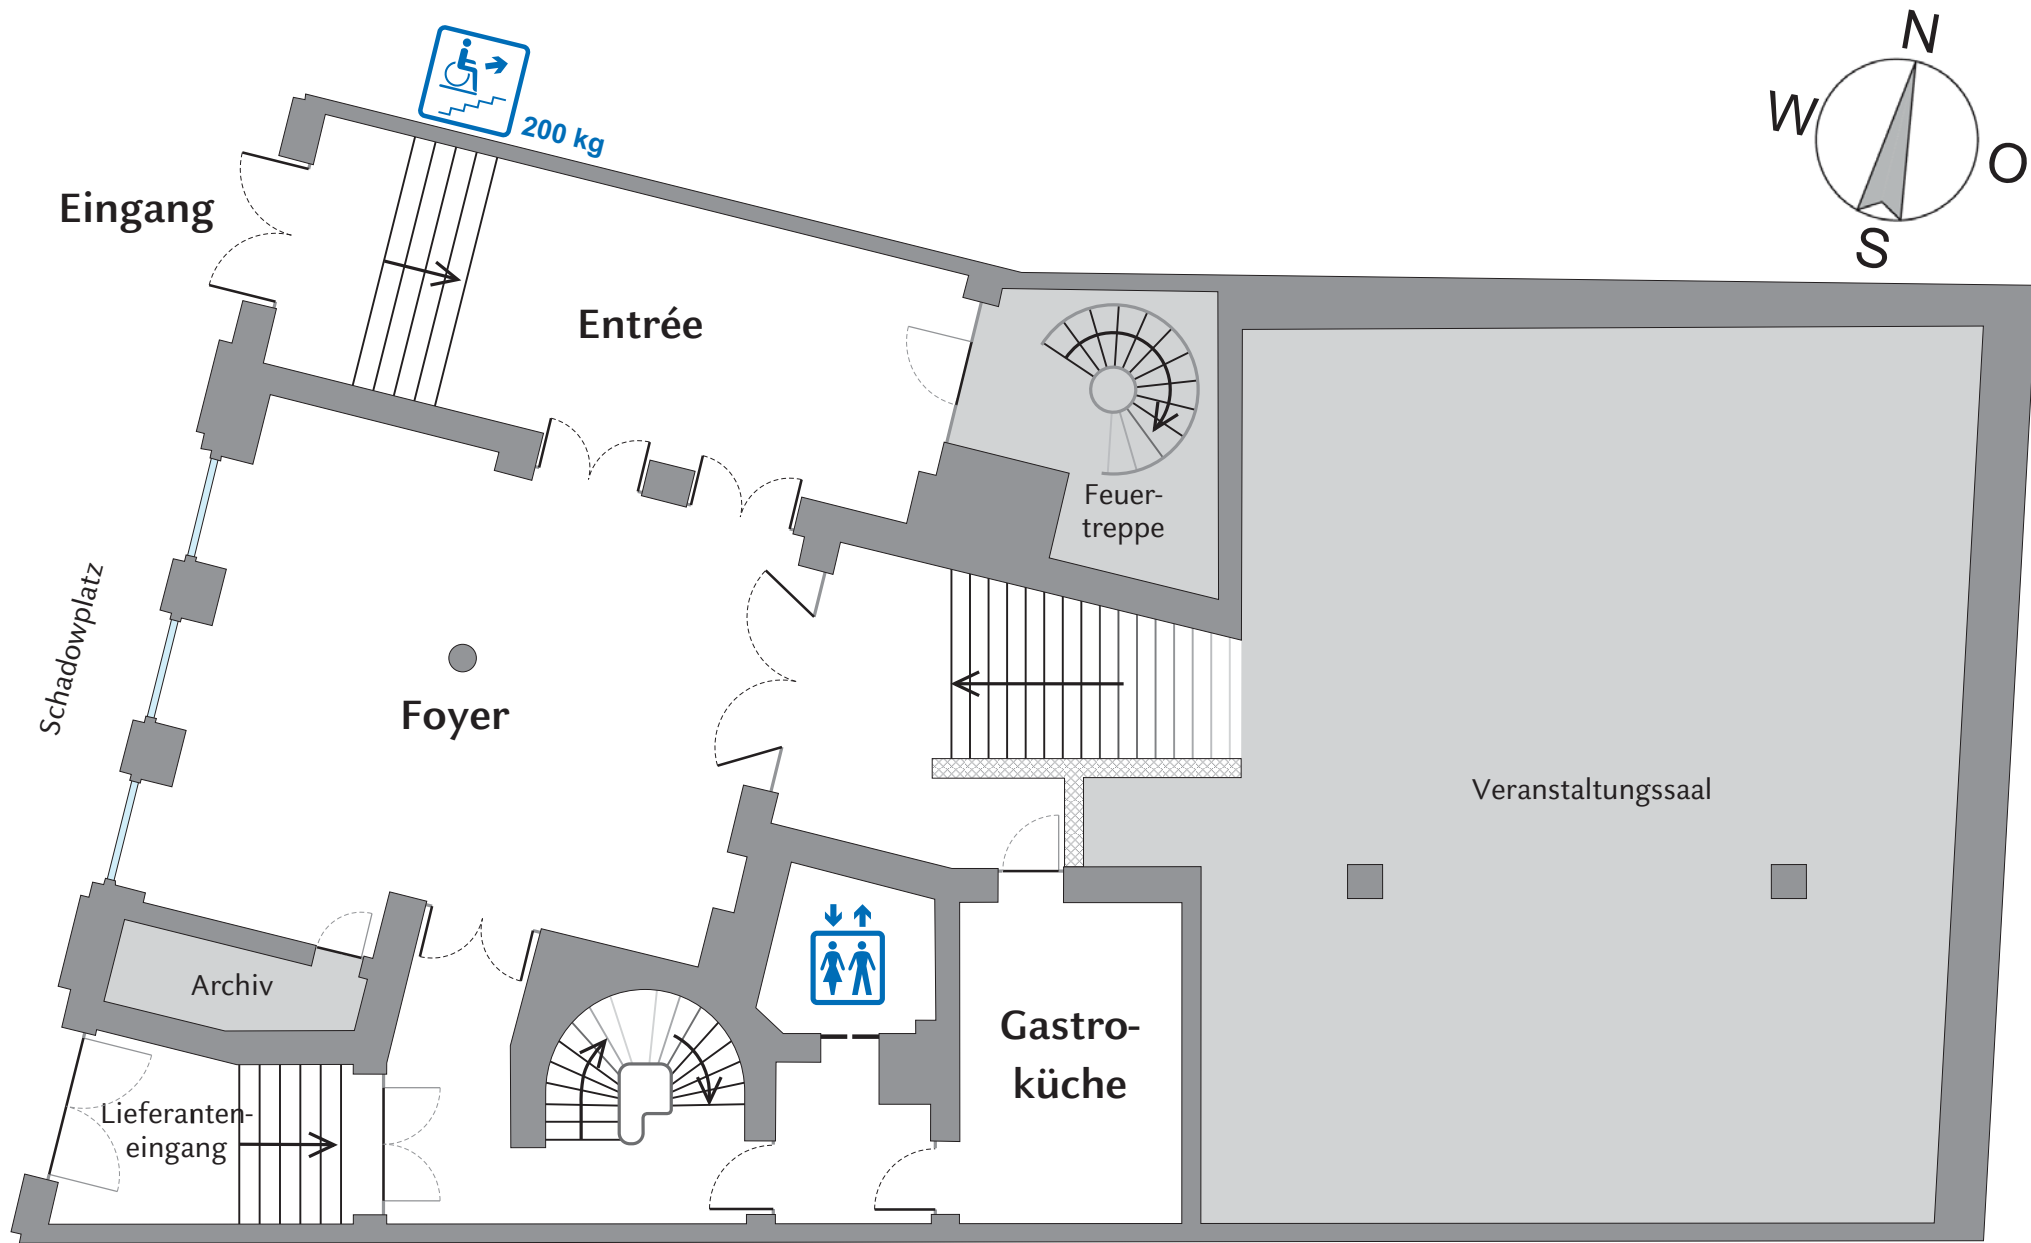 N
W
O
S
200 kg
Eingang
Entrée
Feuer-
treppe
Schadowplatz
Foyer
Veranstaltungssaal
Archiv
Gastro-
küche
Lieferanten-
eingang